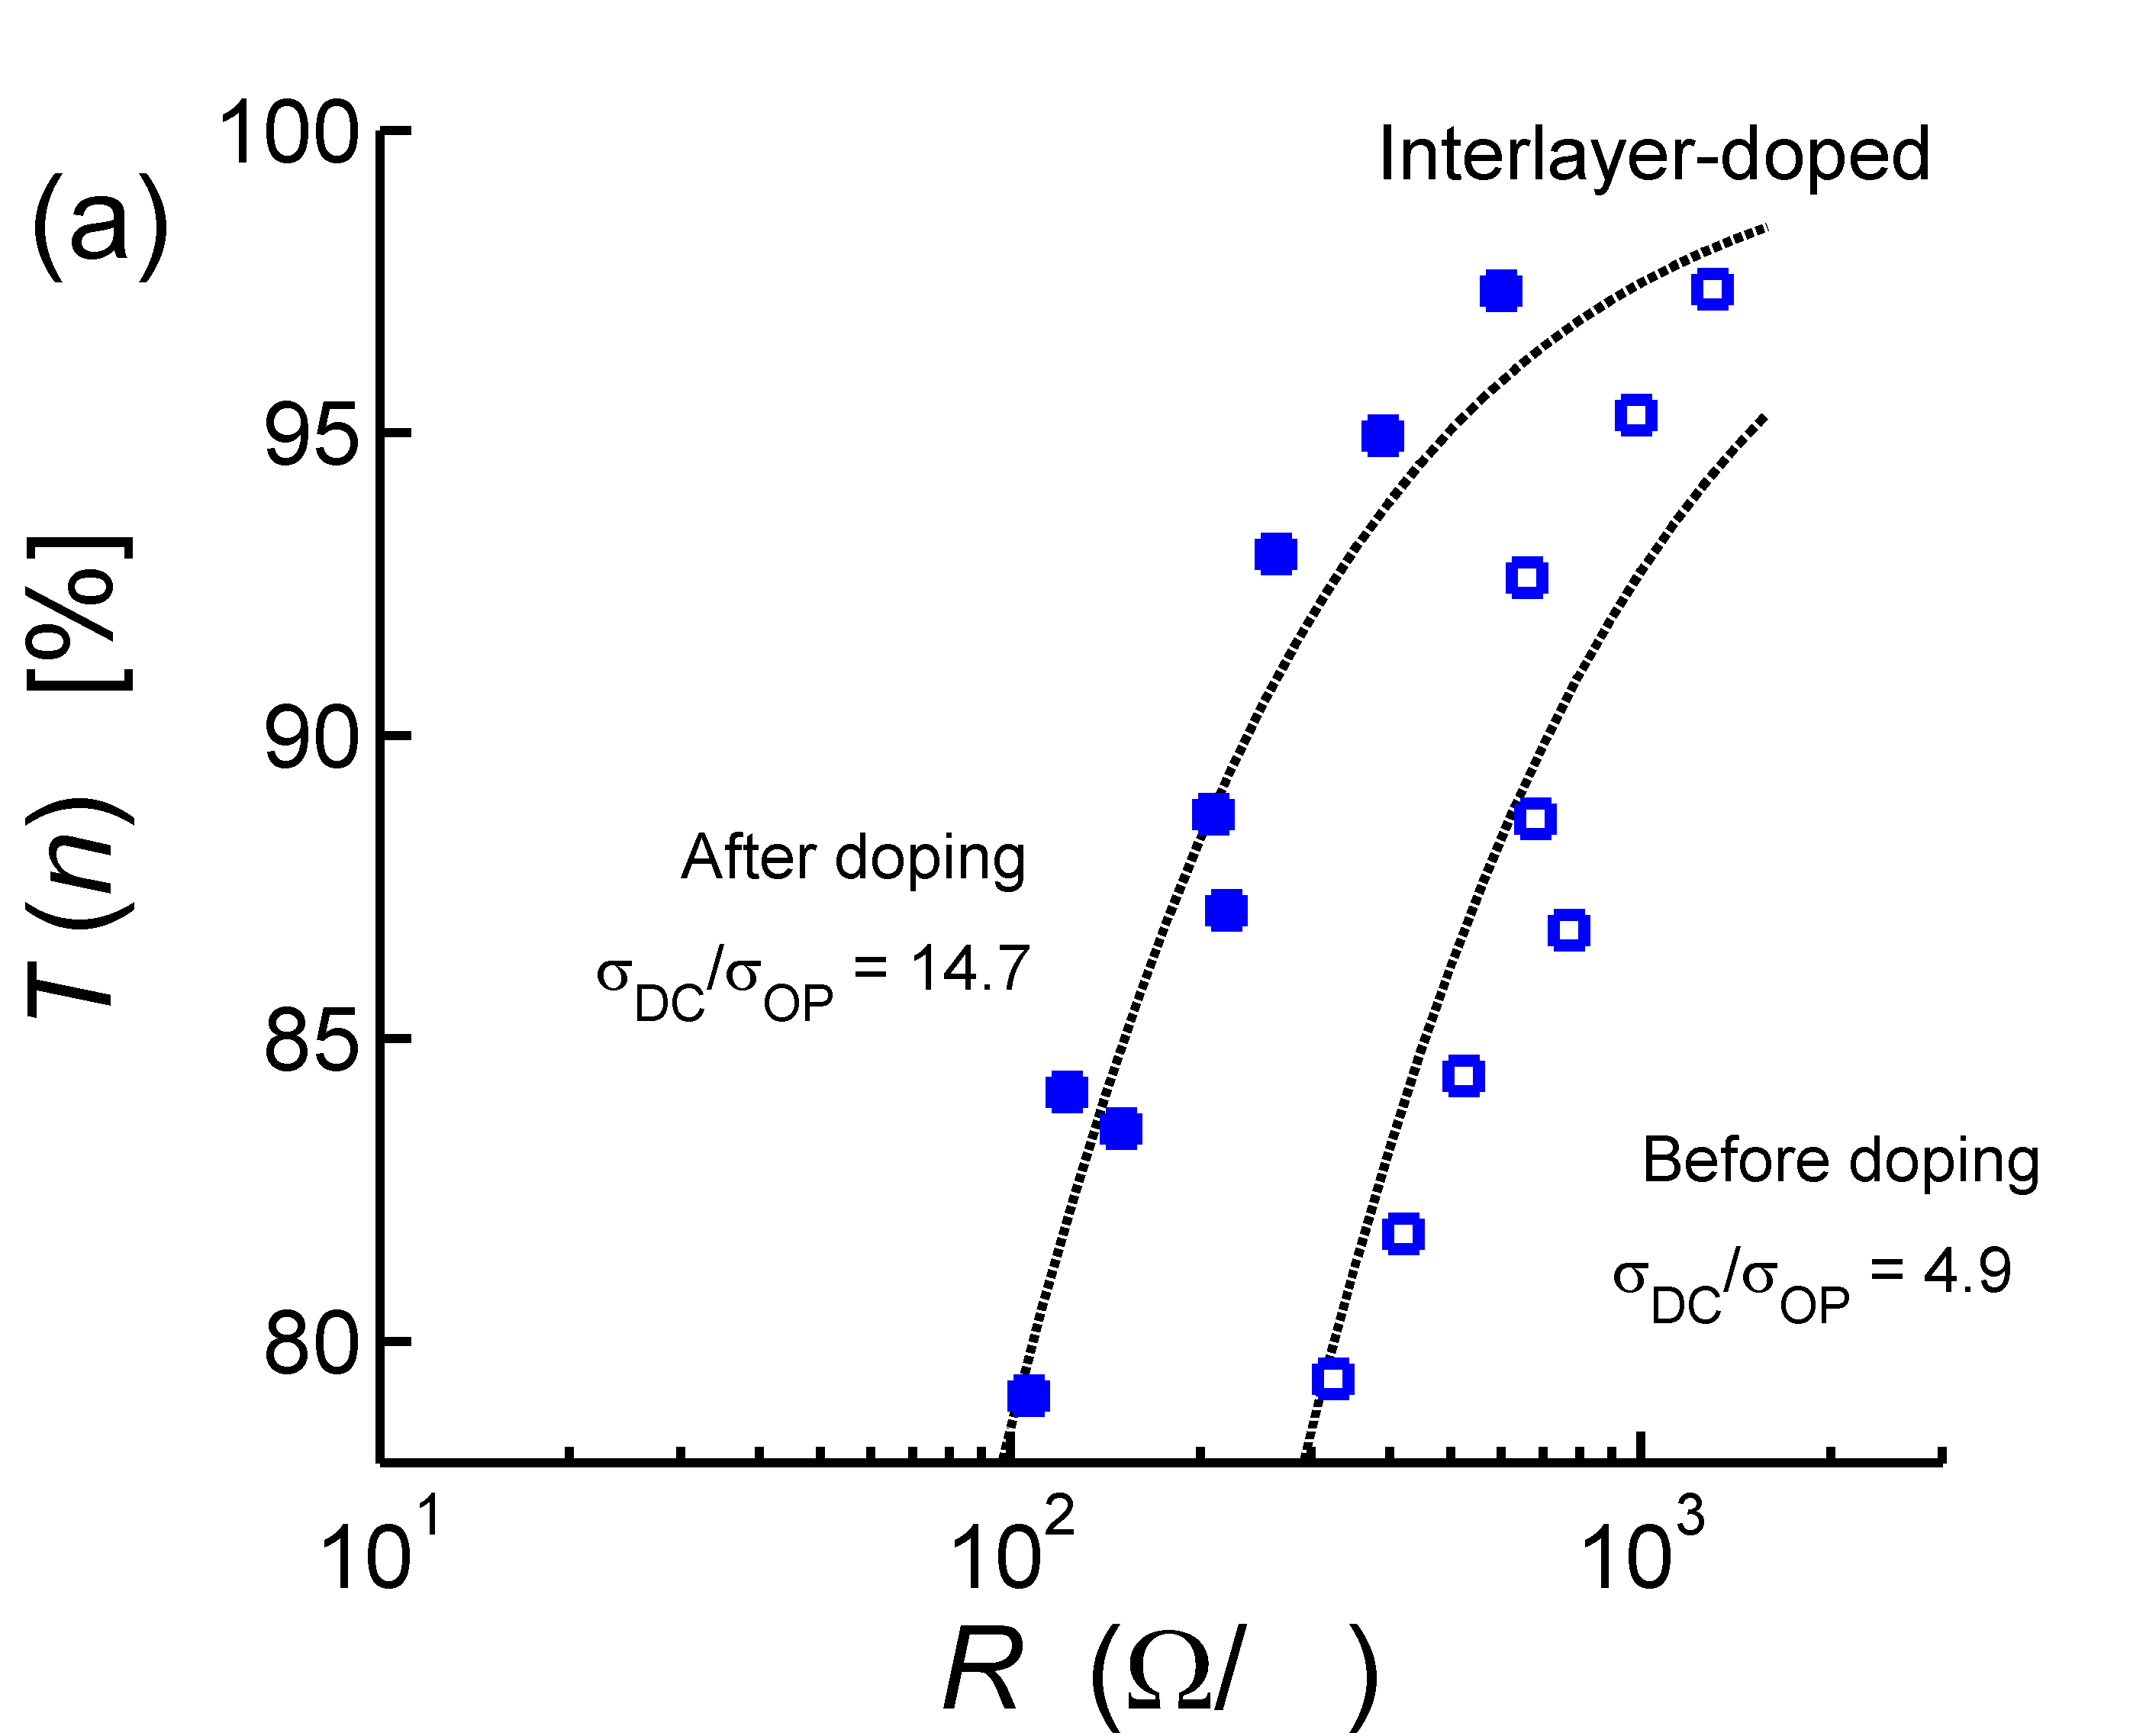 (a)
Interlayer-doped
100
95
90
85
80
T (n) [%]
After doping
σDC/σOP = 14.7
Before doping
σDC/σOP = 4.9
10^1 10^2 10^3
R (Ω/ )